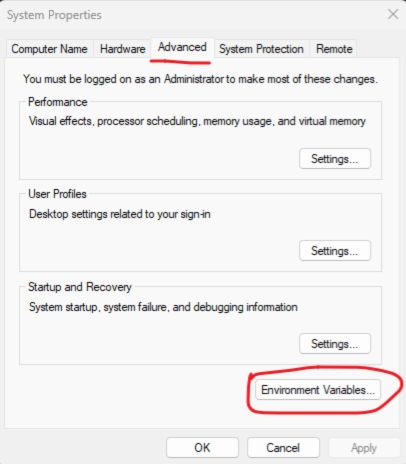 System Properties
Computer Name Hardware Advanced System Protection Remote
You must be logged on as an Administrator to make most of these changes.
Performance
Visual effects, processor scheduling, memory usage, and virtual memory
Settings...
User Profiles
Desktop settings related to your sign-in
Settings...
Startup and Recovery
System startup, system failure, and debugging information
Settings...
Environment Variables...
OK Cancel Apply